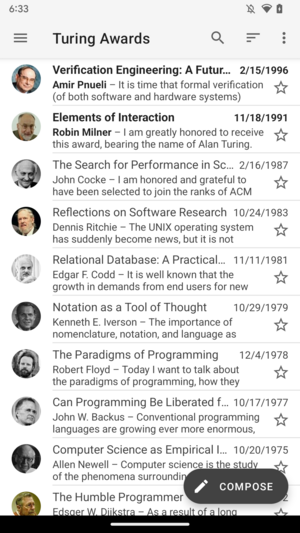 6:33
Turing Awards
Verification Engineering: A Futur... 2/15/1996
Amir Pnueli – It is time that formal verification
(of both software and hardware systems)
Elements of Interaction 11/18/1991
Robin Milner – I am greatly honored to receive
this award, bearing the name of Alan Turing.
The Search for Performance in Sc... 2/16/1987
John Cocke – I am honored and grateful to
have been selected to join the ranks of ACM
Reflections on Software Research 10/24/1983
Dennis Ritchie – The UNIX operating system
has suddenly become news, but it is not
Relational Database: A Practical... 11/11/1981
Edgar F. Codd – It is well known that the
growth in demands from end users for new
Notation as a Tool of Thought 10/29/1979
Kenneth E. Iverson – The importance of
nomenclature, notation, and language as
The Paradigms of Programming 12/4/1978
Robert Floyd – Today I want to talk about
the paradigms of programming, how they
Can Programming Be Liberated f... 10/17/1977
John W. Backus – Conventional programming
languages are growing ever more enormous,
Computer Science as Empirical I... 10/20/1975
Allen Newell – Computer science is the study
of the phenomena surroundin
COMPOSE
The Humble Programmer 2
Edsger W. Dijkstra – As a result of a long